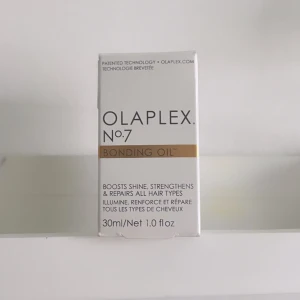 PATENTED TECHNOLOGY • OLAPLEX.COM
TECHNOLOGIE BREVETÉE
OLAPLEX.
No.7
BONDING OIL™
BOOSTS SHINE, STRENGTHENS
& REPAIRS ALL HAIR TYPES
ILLUMINE, RENFORCE ET RÉPARE
TOUS LES TYPES DE CHEVEUX
30ml/Net 1.0 fl oz